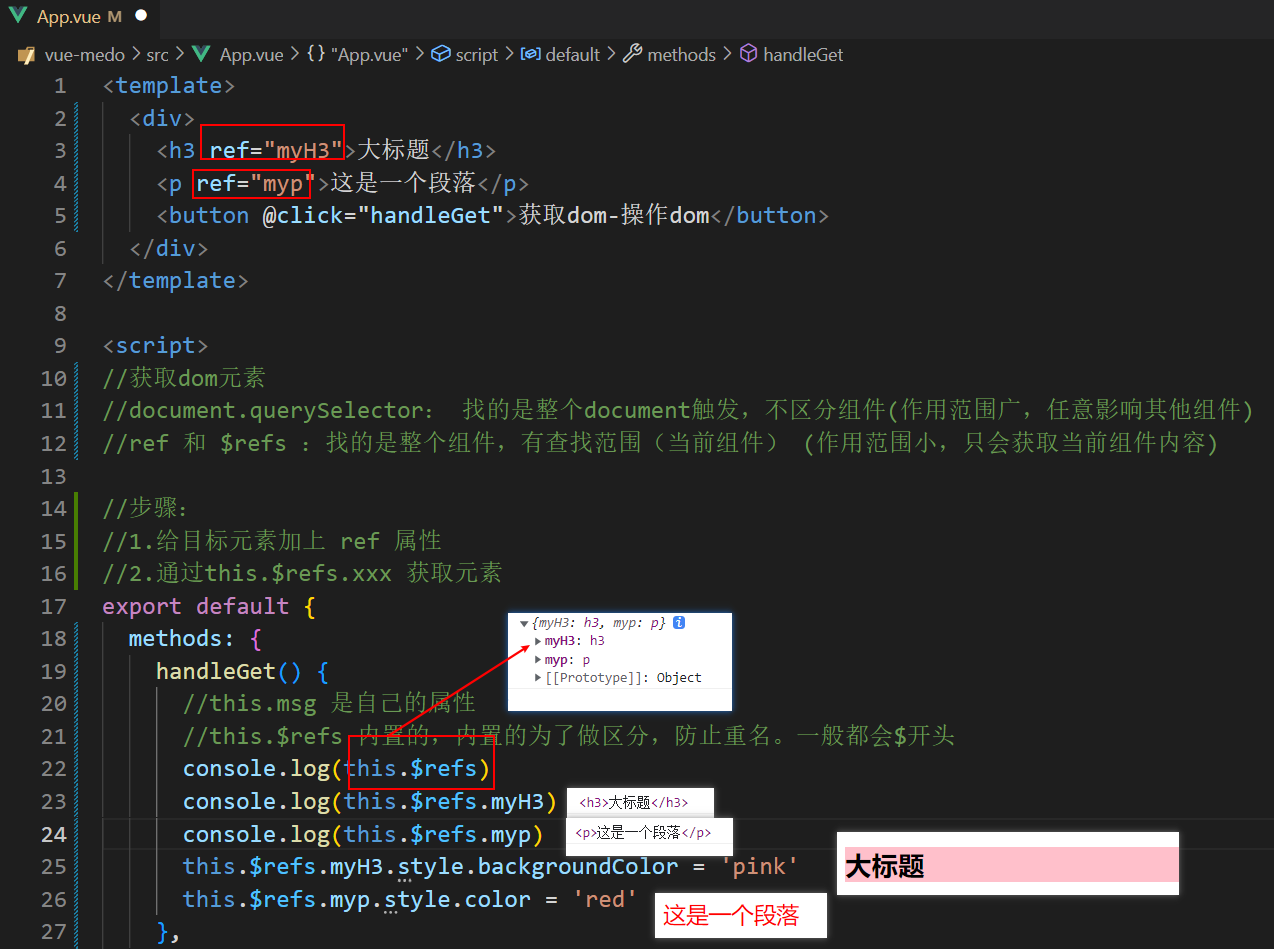 App.vue M
vue-medo > src > App.vue > {} "App.vue" > script > default > methods > handleGet
1 <template>
2 <div>
3 <h3 ref="myH3">大标题</h3>
4 <p ref="myp">这是一个段落</p>
5 <button @click="handleGet">获取dom-操作dom</button>
6 </div>
7 </template>
8
9 <script>
10 //获取dom元素
11 //document.querySelector： 找的是整个document触发，不区分组件(作用范围广，任意影响其他组件)
12 //ref 和 $refs ：找的是整个组件，有查找范围（当前组件） (作用范围小，只会获取当前组件内容)
13
14 //步骤：
15 //1.给目标元素加上 ref 属性
16 //2.通过this.$refs.xxx 获取元素
17 export default {
18 methods: {
19 handleGet() {
20 //this.msg 是自己的属性
21 //this.$refs 内置的，内置的为了做区分，防止重名。一般都会$开头
22 console.log(this.$refs)
23 console.log(this.$refs.myH3)
24 console.log(this.$refs.myp)
25 this.$refs.myH3.style.backgroundColor = 'pink'
26 this.$refs.myp.style.color = 'red'
27 },
{myH3: h3, myp: p} i
myH3: h3
myp: p
[[Prototype]]: Object
<h3>大标题</h3>
<p>这是一个段落</p>
大标题
这是一个段落